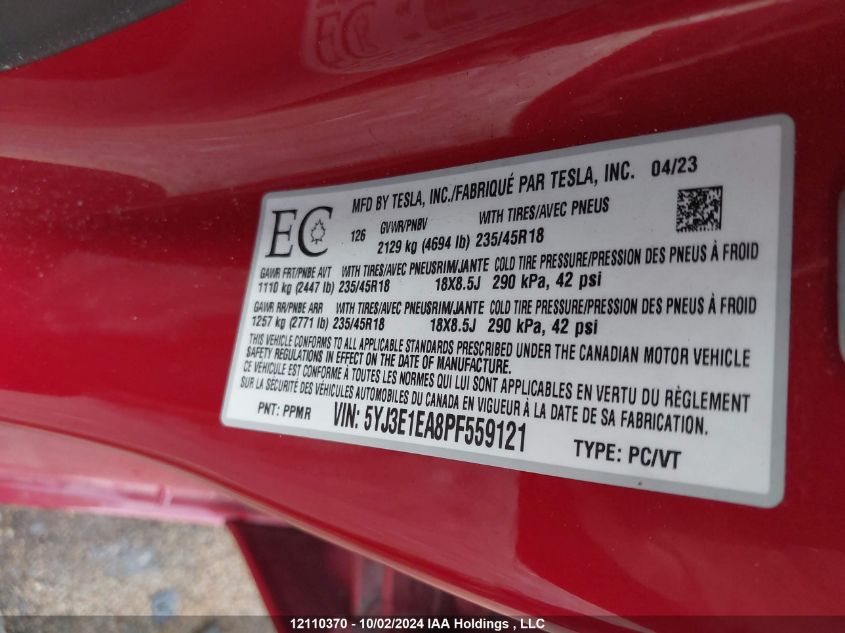 MFD BY TESLA, INC./FABRIQUÉ PAR TESLA, INC. 04/23
EC
126
GVWR/PNBV WITH TIRES/AVEC PNEUS
2129 kg (4694 lb) 235/45R18
GAWR FRT/PNBE AVT WITH TIRES/AVEC PNEUS RIM/JANTE COLD TIRE PRESSURE/PRESSION DES PNEUS À FROID
1110 kg (2447 lb) 235/45R18 18X8.5J 290 kPa, 42 psi
GAWR RR/PNBE ARR WITH TIRES/AVEC PNEUS RIM/JANTE COLD TIRE PRESSURE/PRESSION DES PNEUS À FROID
1257 kg (2771 lb) 235/45R18 18X8.5J 290 kPa, 42 psi
THIS VEHICLE CONFORMS TO ALL APPLICABLE STANDARDS PRESCRIBED UNDER THE CANADIAN MOTOR VEHICLE
SAFETY REGULATIONS IN EFFECT ON THE DATE OF MANUFACTURE.
CE VÉHICULE EST CONFORME À TOUTES LES NORMES QUI LUI SONT APPLICABLES EN VERTU DU RÈGLEMENT
SUR LA SÉCURITÉ DES VÉHICULES AUTOMOBILES DU CANADA EN VIGUEUR À LA DATE DE SA FABRICATION.
PNT: PPMR VIN: 5YJ3E1EA8PF559121 TYPE: PC/VT
12110370 - 10/02/2024 IAA Holdings , LLC